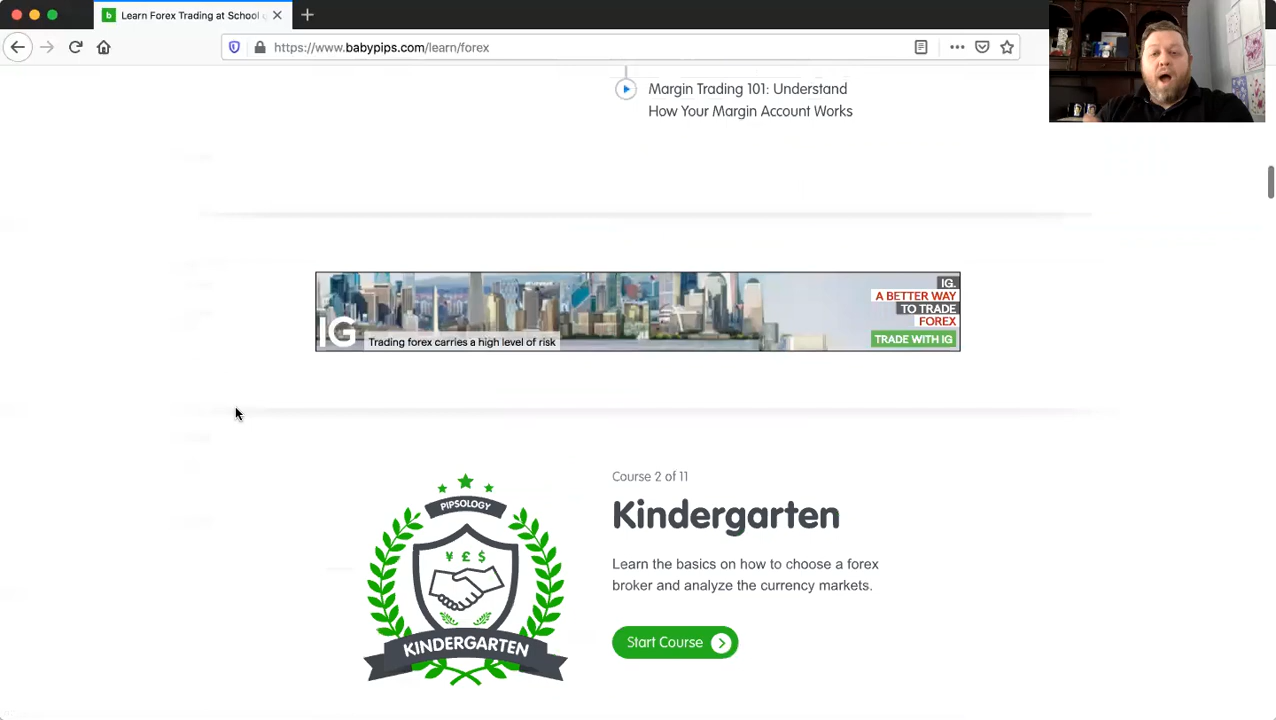 Learn Forex Trading at School
https://www.babypips.com/learn/forex
Margin Trading 101: Understand
How Your Margin Account Works
IG
Trading forex carries a high level of risk
IG.
A BETTER WAY
TO TRADE
FOREX
TRADE WITH IG
PIPSOLOGY
¥ £ $
KINDERGARTEN
Course 2 of 11
Kindergarten
Learn the basics on how to choose a forex
broker and analyze the currency markets.
Start Course